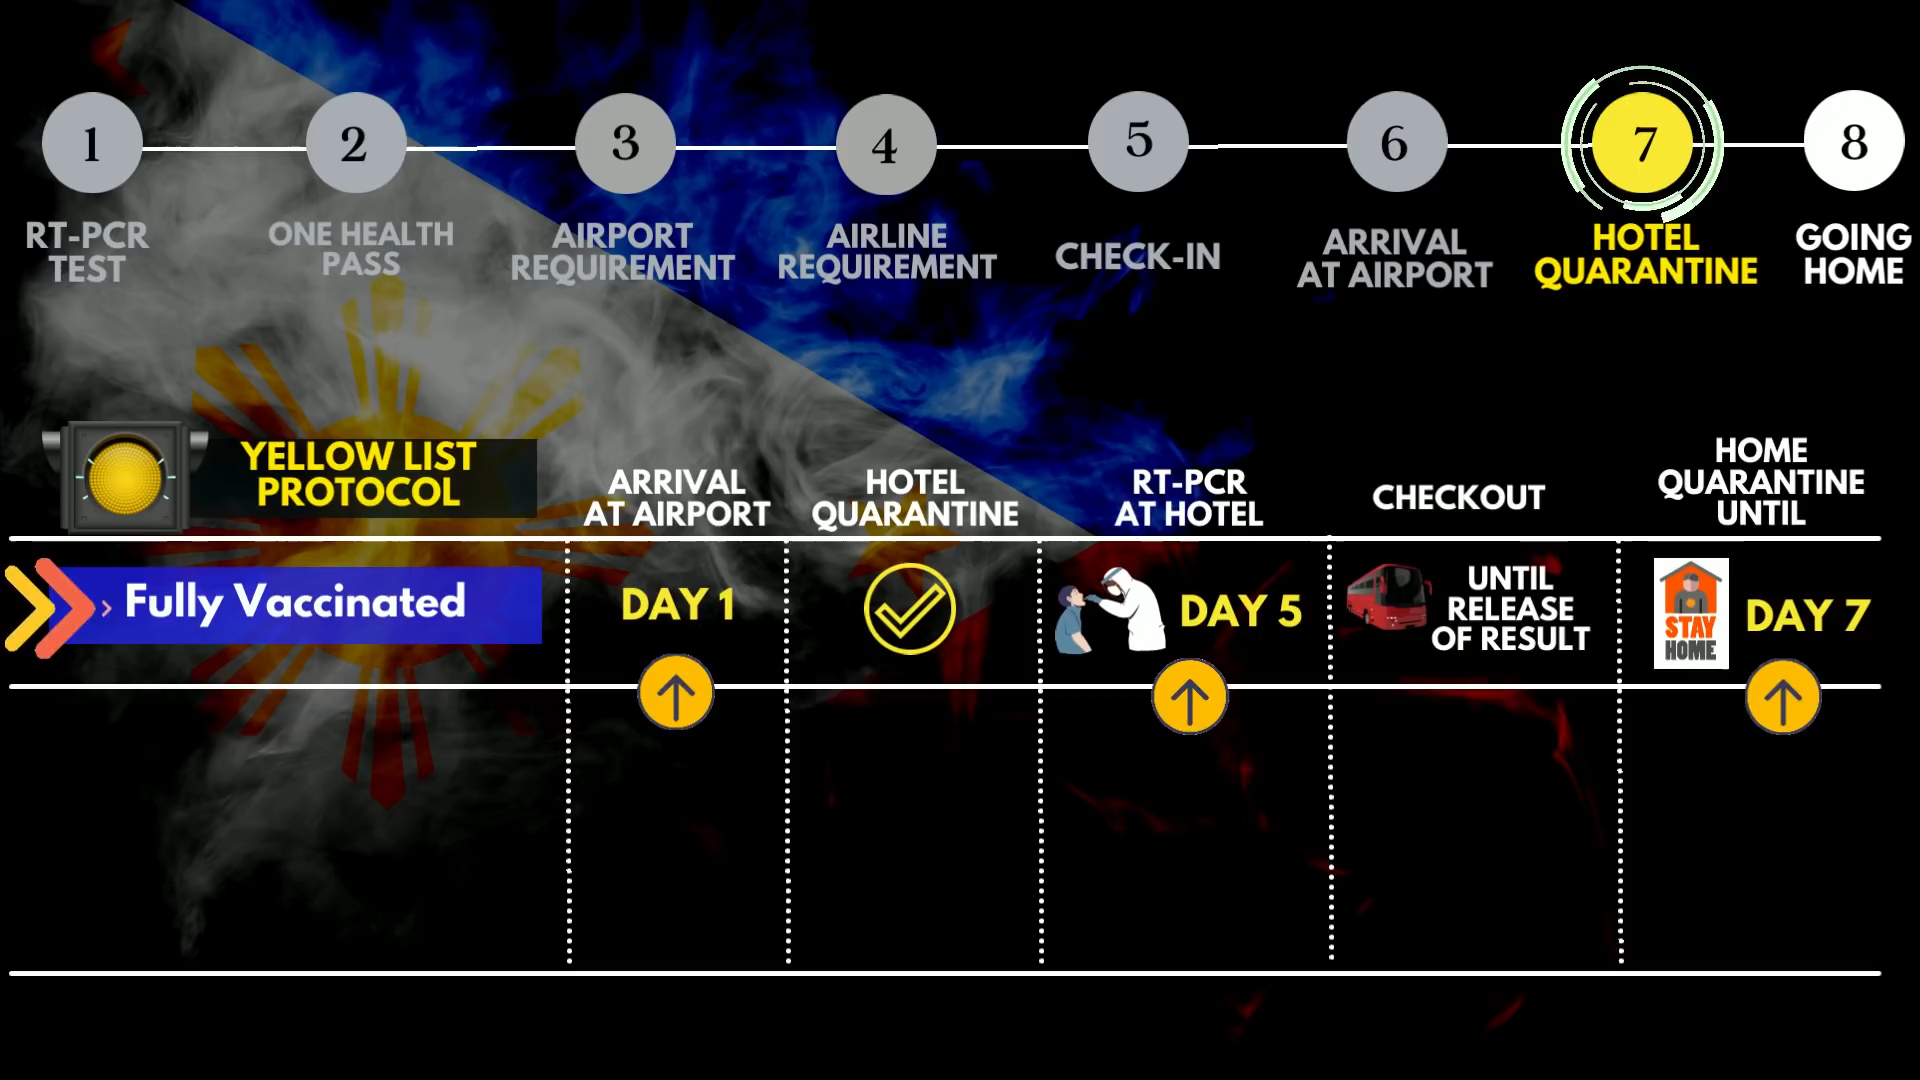 1
2
3
4
5
6
7
8
RT-PCR
TEST
ONE HEALTH
PASS
AIRPORT
REQUIREMENT
AIRLINE
REQUIREMENT
CHECK-IN
ARRIVAL
AT AIRPORT
HOTEL
QUARANTINE
GOING
HOME
YELLOW LIST
PROTOCOL
ARRIVAL
AT AIRPORT
HOTEL
QUARANTINE
RT-PCR
AT HOTEL
CHECKOUT
HOME
QUARANTINE
UNTIL
Fully Vaccinated
DAY 1
DAY 5
UNTIL
RELEASE
OF RESULT
STAY
HOME
DAY 7